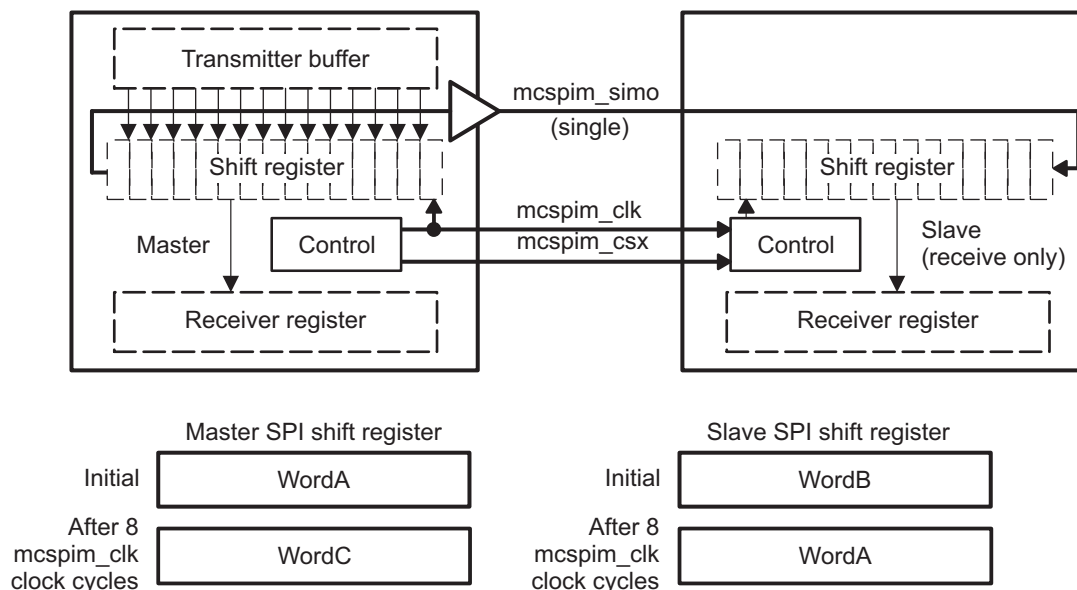 Transmitter buffer
mcspim_simo
(single)
Shift register
Shift register
mcspim_clk
Master
Control
mcspim_csx
Control
Slave
(receive only)
Receiver register
Receiver register
Master SPI shift register
Slave SPI shift register
Initial
WordA
Initial
WordB
After 8
mcspim_clk
clock cycles
WordC
After 8
mcspim_clk
clock cycles
WordA